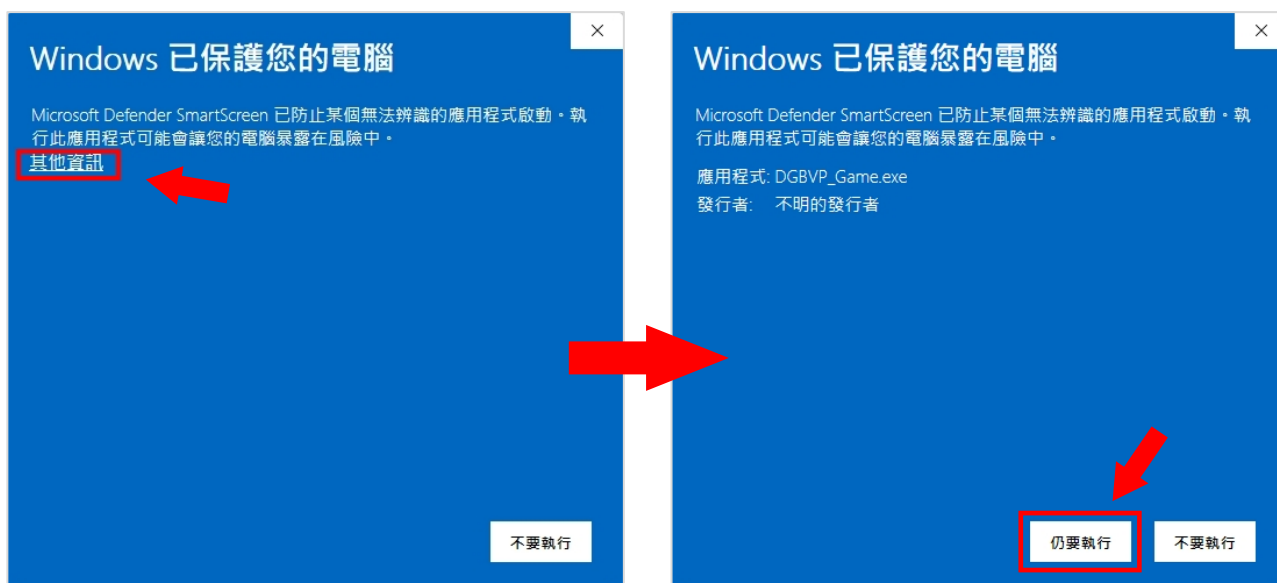 Windows 已保護您的電腦
Microsoft Defender SmartScreen 已防止某個無法辨識的應用程式啟動。執
行此應用程式可能會讓您的電腦暴露在風險中。
其他資訊
不要執行
Windows 已保護您的電腦
Microsoft Defender SmartScreen 已防止某個無法辨識的應用程式啟動。執
行此應用程式可能會讓您的電腦暴露在風險中。
應用程式: DGBVP_Game.exe
發行者: 不明的發行者
仍要執行 不要執行